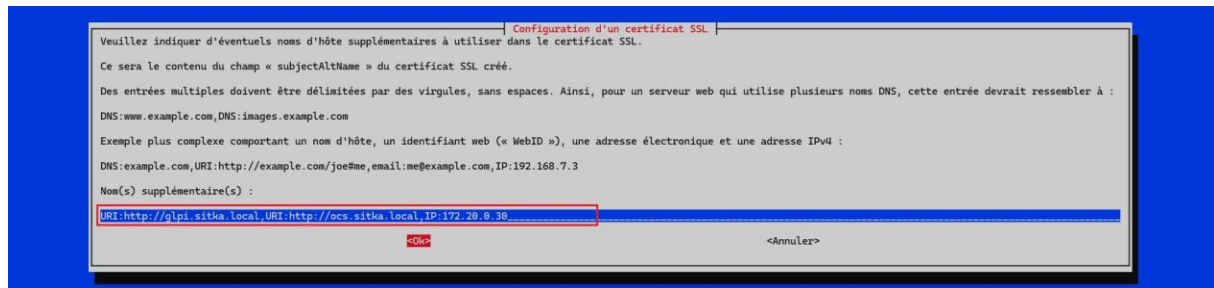 Configuration d'un certificat SSL
Veuillez indiquer d'éventuels noms d'hôte supplémentaires à utiliser dans le certificat SSL.
Ce sera le contenu du champ « subjectAltName » du certificat SSL créé.
Des entrées multiples doivent être délimitées par des virgules, sans espaces. Ainsi, pour un serveur web qui utilise plusieurs noms DNS, cette entrée devrait ressembler à :
DNS:www.example.com,DNS:images.example.com
Exemple plus complexe comportant un nom d'hôte, un identifiant web (« WebID »), une adresse électronique et une adresse IPv4 :
DNS:example.com,URI:http://example.com/joe#me,email:me@example.com,IP:192.168.7.3
Nom(s) supplémentaire(s) :
URI:http://glpi.sitka.local,URI:http://ocs.sitka.local,IP:172.20.0.30
<Ok> <Annuler>